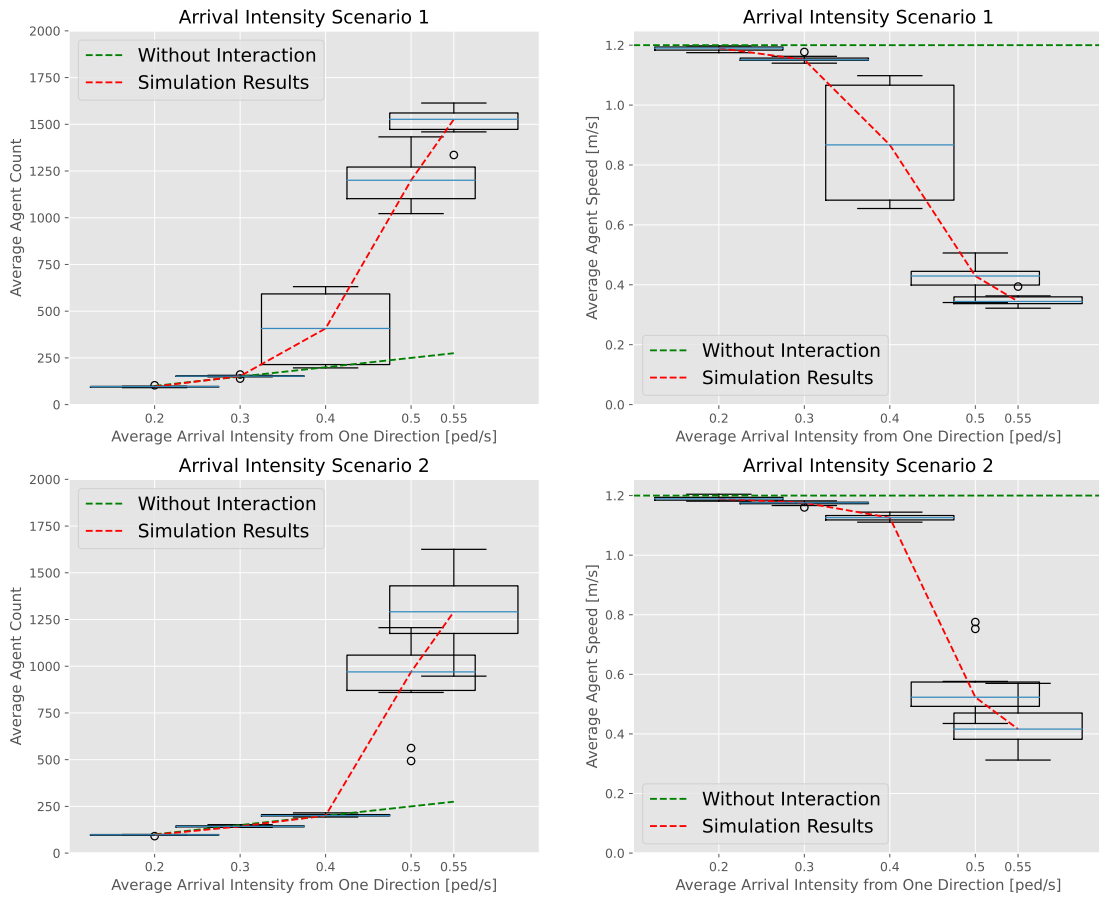 Arrival Intensity Scenario 1
2000
1750
1500
1250
1000
750
500
250
0
Average Agent Count
Without Interaction
Simulation Results
0.2 0.3 0.4 0.5 0.55
Average Arrival Intensity from One Direction [ped/s]
Arrival Intensity Scenario 1
1.2
1.0
0.8
0.6
0.4
0.2
0.0
Average Agent Speed [m/s]
Without Interaction
Simulation Results
0.2 0.3 0.4 0.5 0.55
Average Arrival Intensity from One Direction [ped/s]
Arrival Intensity Scenario 2
2000
1750
1500
1250
1000
750
500
250
0
Average Agent Count
Without Interaction
Simulation Results
0.2 0.3 0.4 0.5 0.55
Average Arrival Intensity from One Direction [ped/s]
Arrival Intensity Scenario 2
1.2
1.0
0.8
0.6
0.4
0.2
0.0
Average Agent Speed [m/s]
Without Interaction
Simulation Results
0.2 0.3 0.4 0.5 0.55
Average Arrival Intensity from One Direction [ped/s]